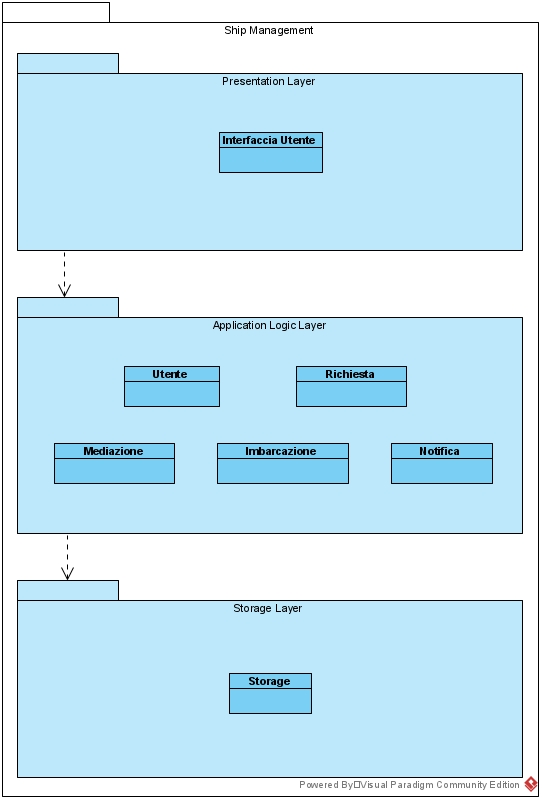 Ship Management
Presentation Layer
Interfaccia Utente
Application Logic Layer
Utente
Richiesta
Mediazione
Imbarcazione
Notifica
Storage Layer
Storage
Powered By Visual Paradigm Community Edition